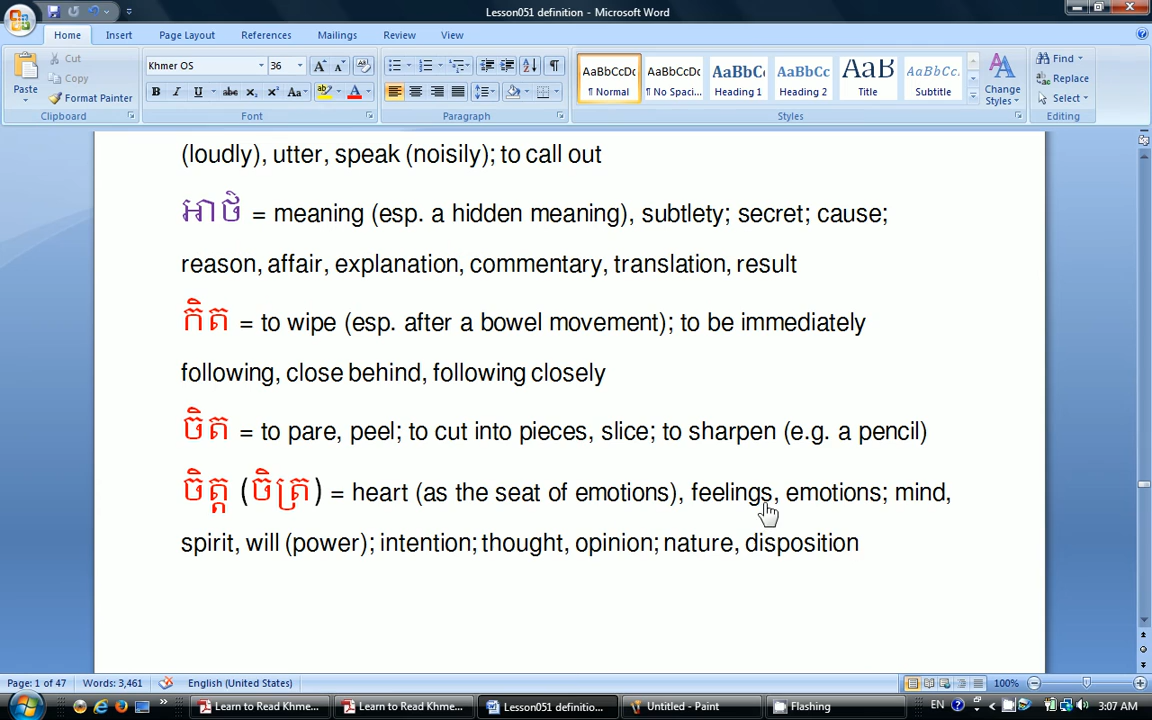 Lesson051 definition - Microsoft Word
Home Insert Page Layout References Mailings Review View
Paste Cut Copy Format Painter Clipboard
Khmer OS 36 Font
Paragraph
AaBbCcDc ¶ Normal AaBbCcDc ¶ No Spaci... AaBbC Heading 1 AaBbCc Heading 2 AaB Title AaBbCc. Subtitle Change Styles Styles
Find Replace Select Editing
(loudly), utter, speak (noisily); to call out
អាថ៌ = meaning (esp. a hidden meaning), subtlety; secret; cause;
reason, affair, explanation, commentary, translation, result
កិត = to wipe (esp. after a bowel movement); to be immediately
following, close behind, following closely
ចិត = to pare, peel; to cut into pieces, slice; to sharpen (e.g. a pencil)
ចិត្ត (ចិត្រ) = heart (as the seat of emotions), feelings, emotions; mind,
spirit, will (power); intention; thought, opinion; nature, disposition
Page: 1 of 47 Words: 3,461 English (United States) 100%
Learn to Read Khme... Learn to Read Khme... Lesson051 definitio... Untitled - Paint Flashing EN 3:07 AM